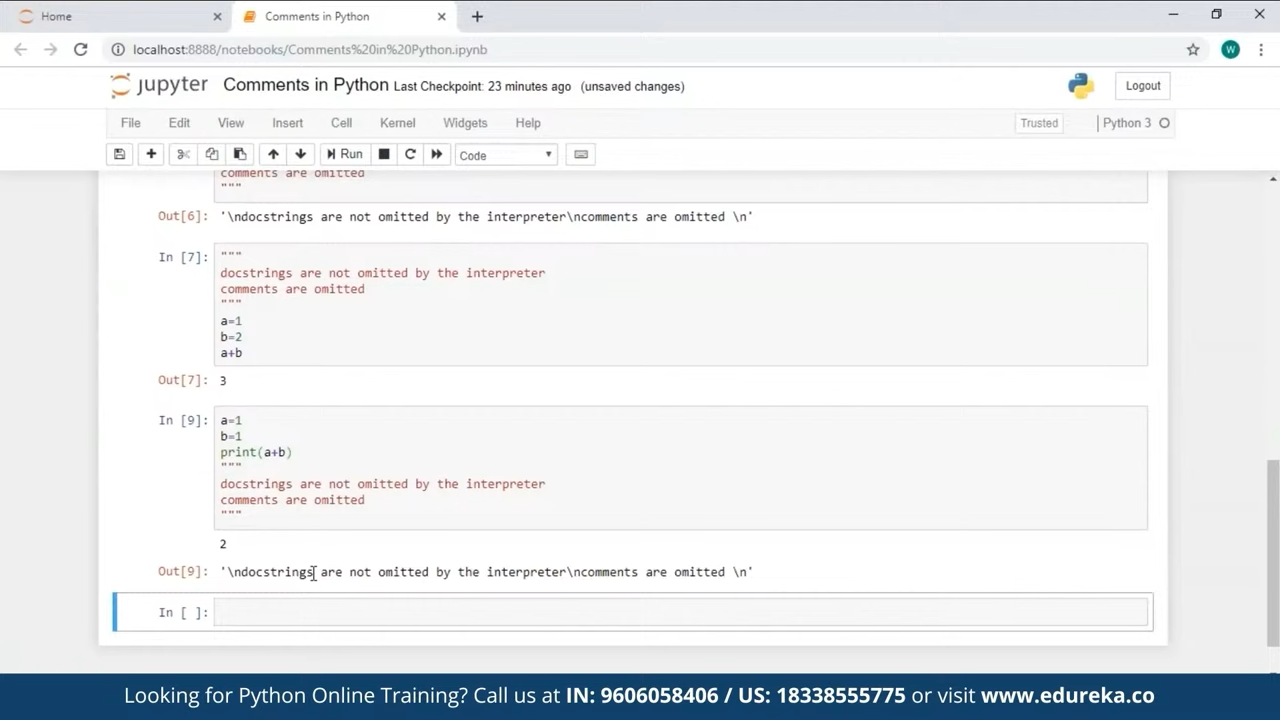 Home
Comments in Python
localhost:8888/notebooks/Comments%20in%20Python.ipynb
W
jupyter Comments in Python Last Checkpoint: 23 minutes ago (unsaved changes)
Logout
File Edit View Insert Cell Kernel Widgets Help
Trusted
Python 3
Run
Code
comments are omitted
"""
Out[6]: '\ndocstrings are not omitted by the interpreter\ncomments are omitted \n'
In [7]: """
docstrings are not omitted by the interpreter
comments are omitted
"""
a=1
b=2
a+b
Out[7]: 3
In [9]: a=1
b=1
print(a+b)
"""
docstrings are not omitted by the interpreter
comments are omitted
"""
2
Out[9]: '\ndocstrings are not omitted by the interpreter\ncomments are omitted \n'
In [ ]:
Looking for Python Online Training? Call us at IN: 9606058406 / US: 18338555775 or visit www.edureka.co